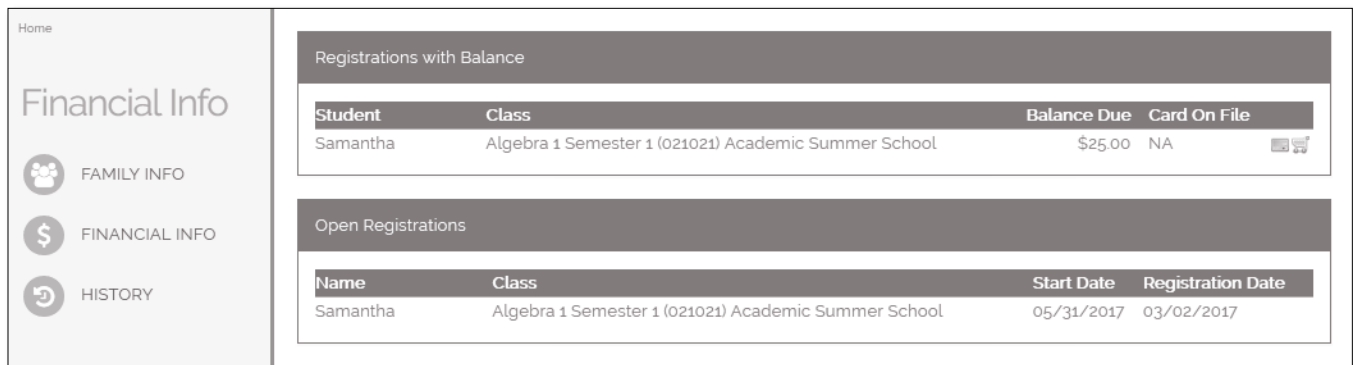 Home
Financial Info
FAMILY INFO
FINANCIAL INFO
HISTORY
Registrations with Balance
Student Class Balance Due Card On File
Samantha Algebra 1 Semester 1 (021021) Academic Summer School $25.00 NA
Open Registrations
Name Class Start Date Registration Date
Samantha Algebra 1 Semester 1 (021021) Academic Summer School 05/31/2017 03/02/2017